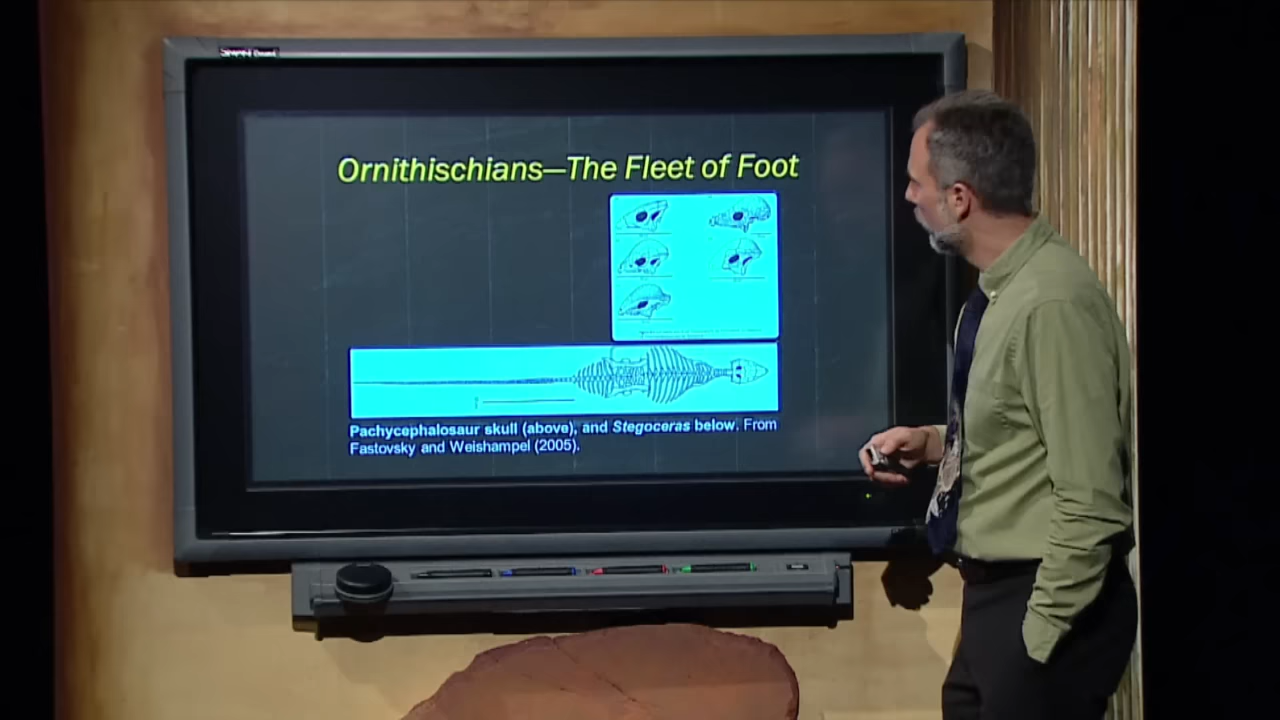 Ornithischians—The Fleet of Foot
Pachycephalosaur skull (above), and Stegoceras below. From
Fastovsky and Weishampel (2005).